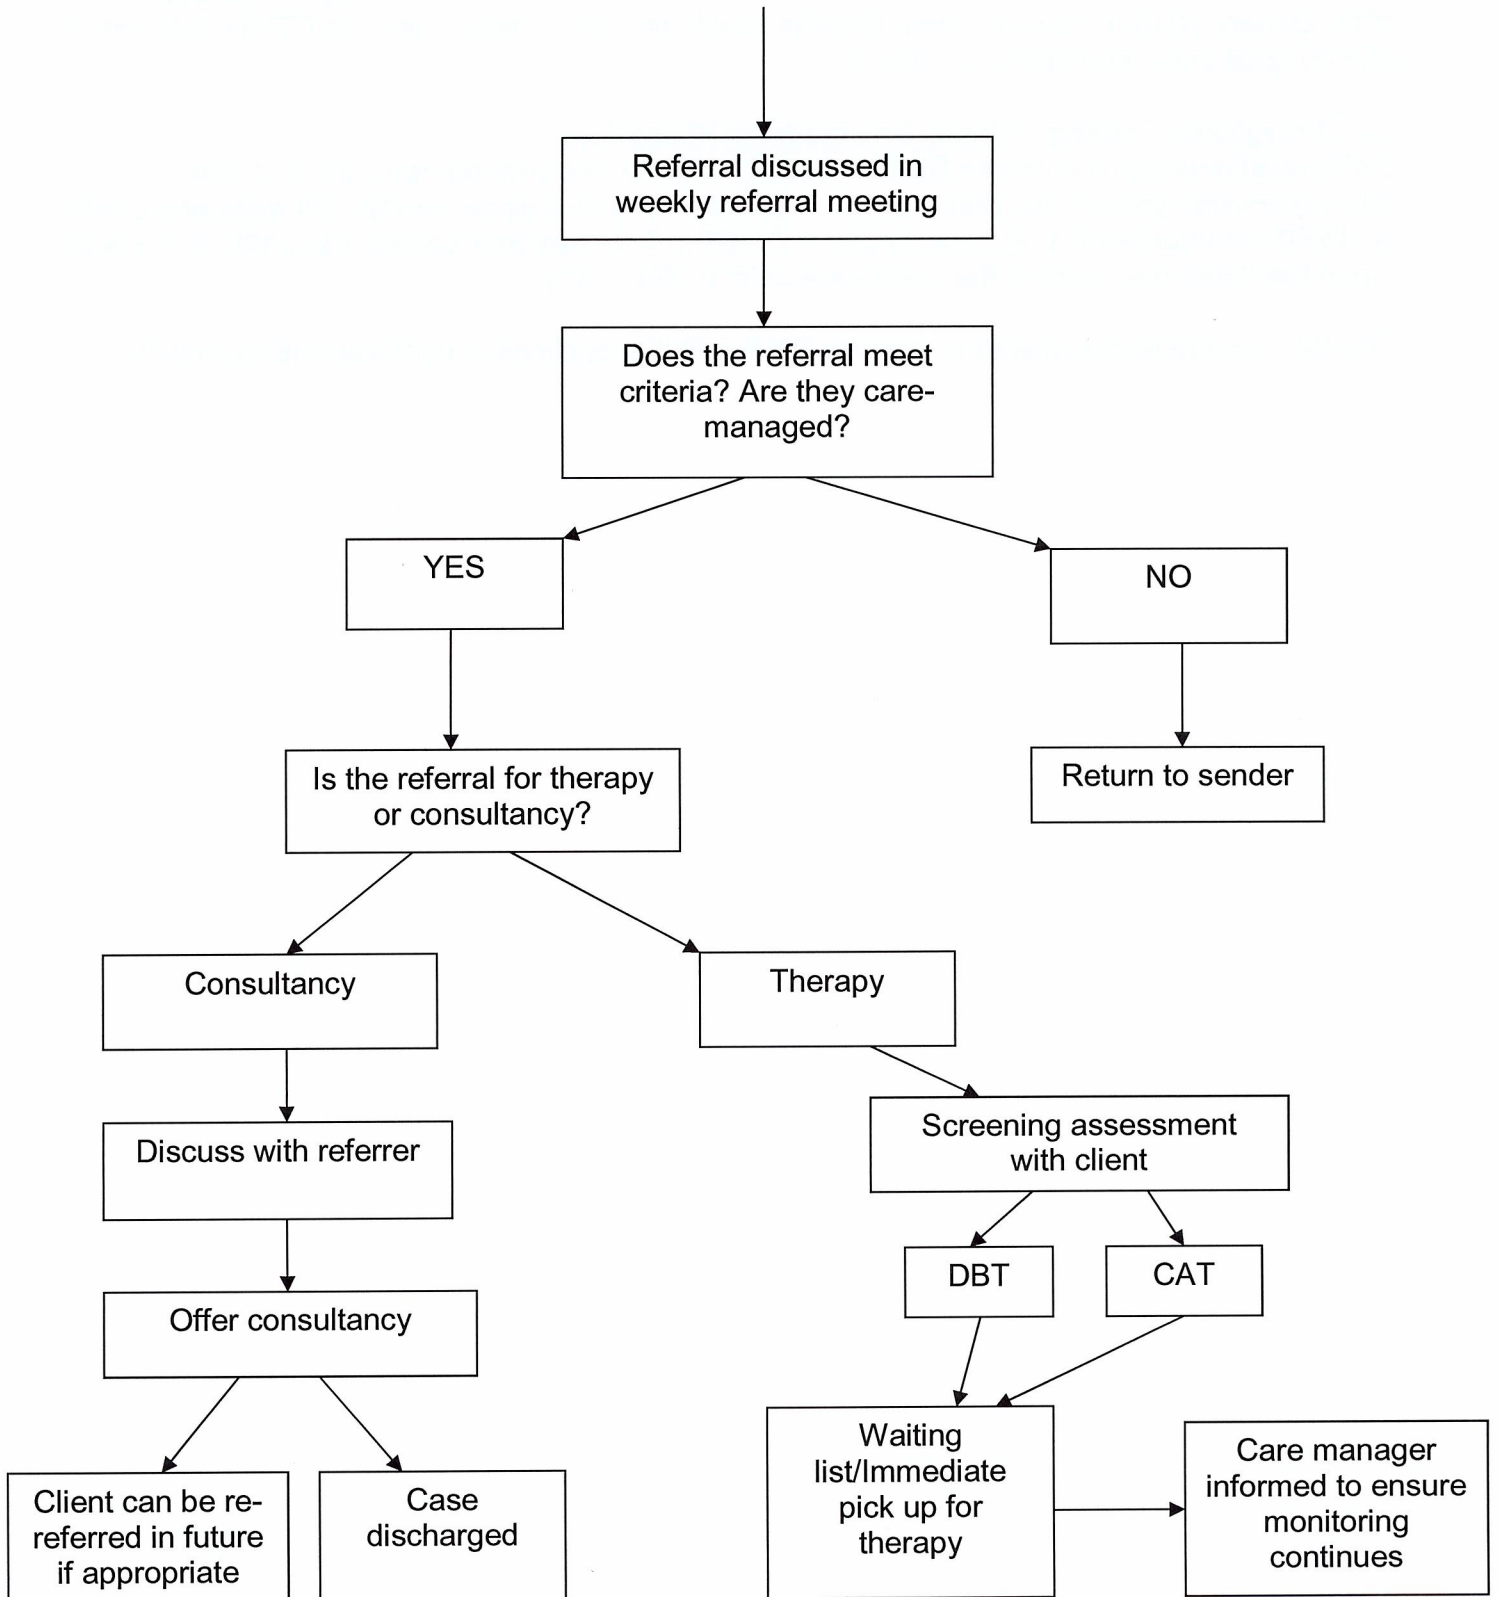 Referral discussed in
weekly referral meeting
Does the referral meet
criteria? Are they care-
managed?
YES
NO
Is the referral for therapy
or consultancy?
Return to sender
Consultancy
Therapy
Discuss with referrer
Screening assessment
with client
DBT
CAT
Offer consultancy
Waiting
list/Immediate
pick up for
therapy
Care manager
informed to ensure
monitoring
continues
Client can be re-
referred in future
if appropriate
Case
discharged